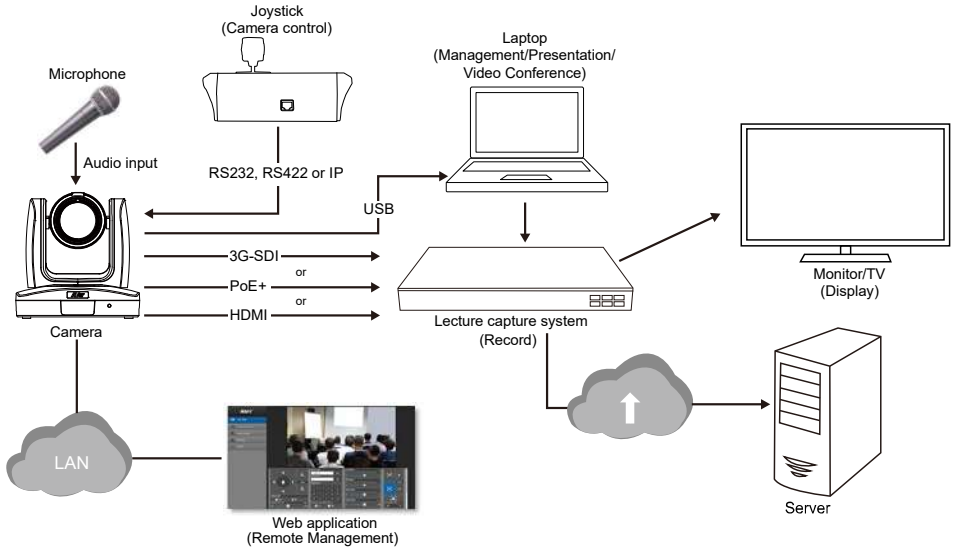 Joystick
(Camera control)
Microphone
Laptop
(Management/Presentation/
Video Conference)
Audio input
RS232, RS422 or IP
USB
3G-SDI
or
PoE+
or
HDMI
Camera
Lecture capture system
(Record)
Monitor/TV
(Display)
LAN
Web application
(Remote Management)
Server